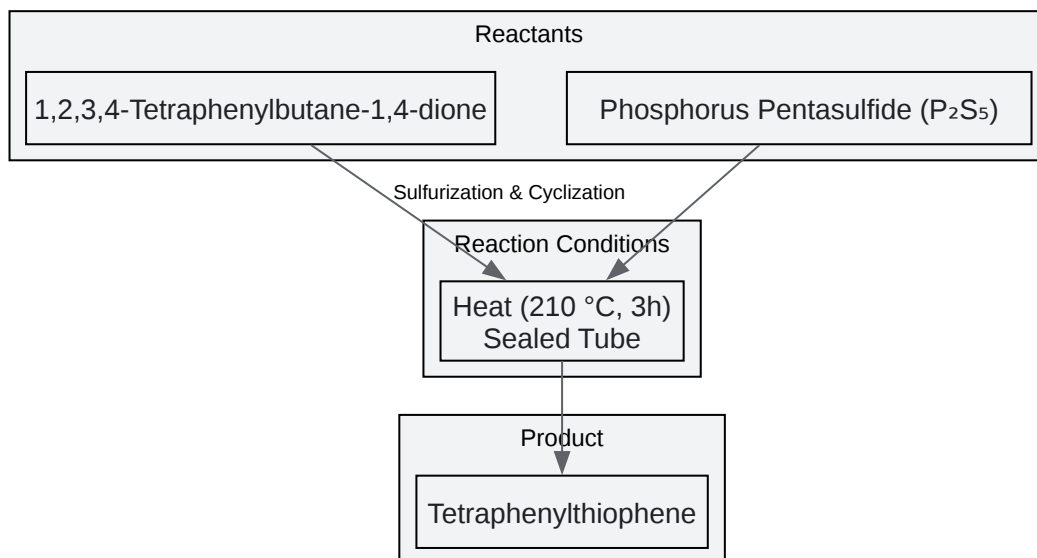 Reactants
1,2,3,4-Tetraphenylbutane-1,4-dione
Phosphorus Pentasulfide (P₂S₅)
Sulfurization & Cyclization
Reaction Conditions
Heat (210 °C, 3h)
Sealed Tube
Product
Tetraphenylthiophene